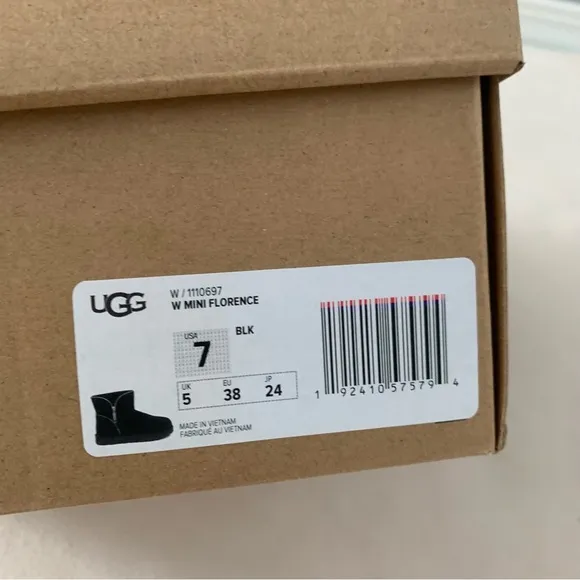 UGG
W / 1110697
W MINI FLORENCE
USA
7
BLK
UK EU JP
5 38 24
MADE IN VIETNAM
FABRIQUÉ AU VIETNAM
1 92410 57579 4